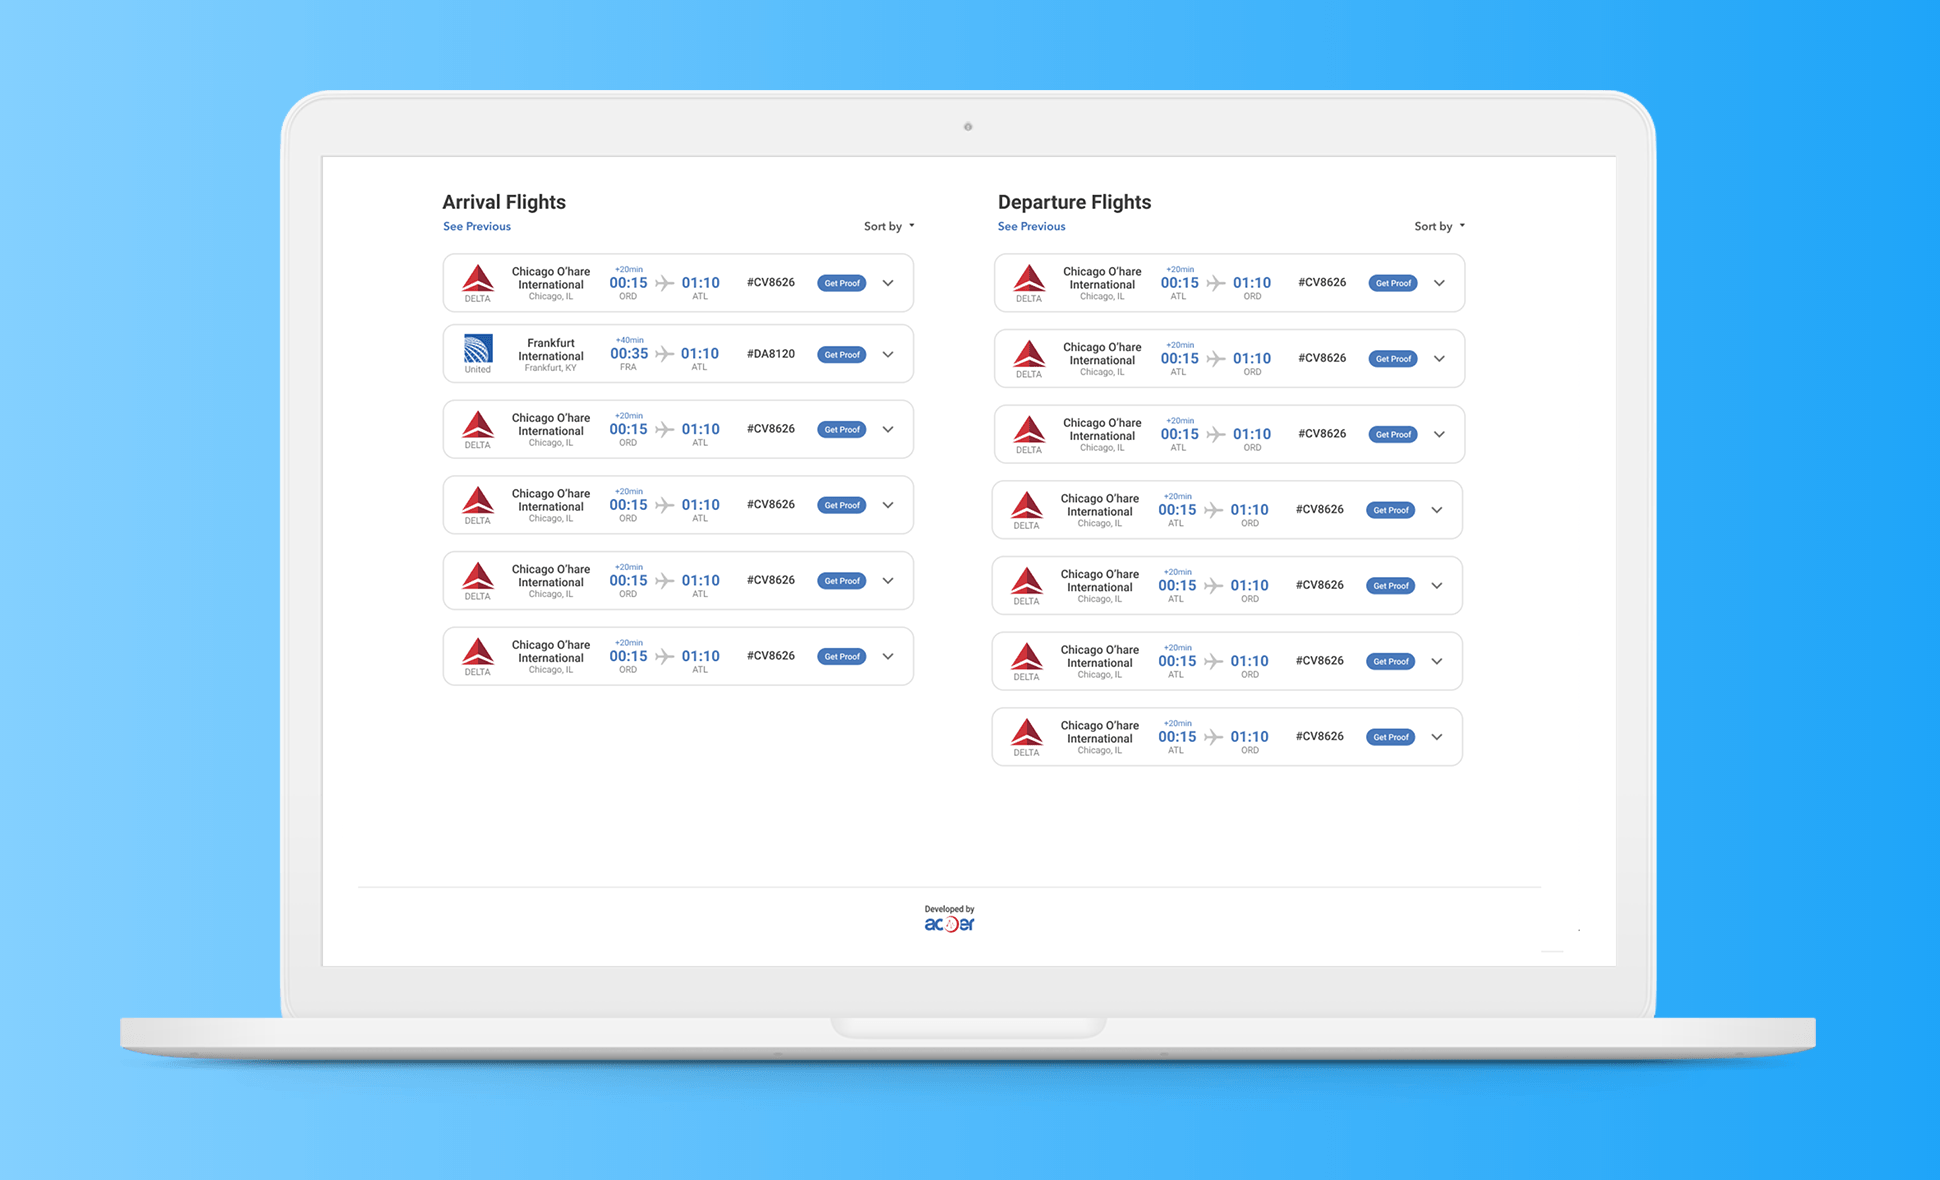 Arrival Flights
See Previous
Sort by
DELTA
Chicago O'hare
International
Chicago, IL
+20min
00:15
ORD
01:10
ATL
#CV8626
Get Proof
United
Frankfurt
International
Frankfurt, KY
+40min
00:35
FRA
01:10
ATL
#DA8120
Get Proof
DELTA
Chicago O'hare
International
Chicago, IL
+20min
00:15
ORD
01:10
ATL
#CV8626
Get Proof
DELTA
Chicago O'hare
International
Chicago, IL
+20min
00:15
ORD
01:10
ATL
#CV8626
Get Proof
DELTA
Chicago O'hare
International
Chicago, IL
+20min
00:15
ORD
01:10
ATL
#CV8626
Get Proof
DELTA
Chicago O'hare
International
Chicago, IL
+20min
00:15
ORD
01:10
ATL
#CV8626
Get Proof
Departure Flights
See Previous
Sort by
DELTA
Chicago O'hare
International
Chicago, IL
+20min
00:15
ATL
01:10
ORD
#CV8626
Get Proof
DELTA
Chicago O'hare
International
Chicago, IL
+20min
00:15
ATL
01:10
ORD
#CV8626
Get Proof
DELTA
Chicago O'hare
International
Chicago, IL
+20min
00:15
ATL
01:10
ORD
#CV8626
Get Proof
DELTA
Chicago O'hare
International
Chicago, IL
+20min
00:15
ATL
01:10
ORD
#CV8626
Get Proof
DELTA
Chicago O'hare
International
Chicago, IL
+20min
00:15
ATL
01:10
ORD
#CV8626
Get Proof
DELTA
Chicago O'hare
International
Chicago, IL
+20min
00:15
ATL
01:10
ORD
#CV8626
Get Proof
DELTA
Chicago O'hare
International
Chicago, IL
+20min
00:15
ATL
01:10
ORD
#CV8626
Get Proof
Developed by
acoer